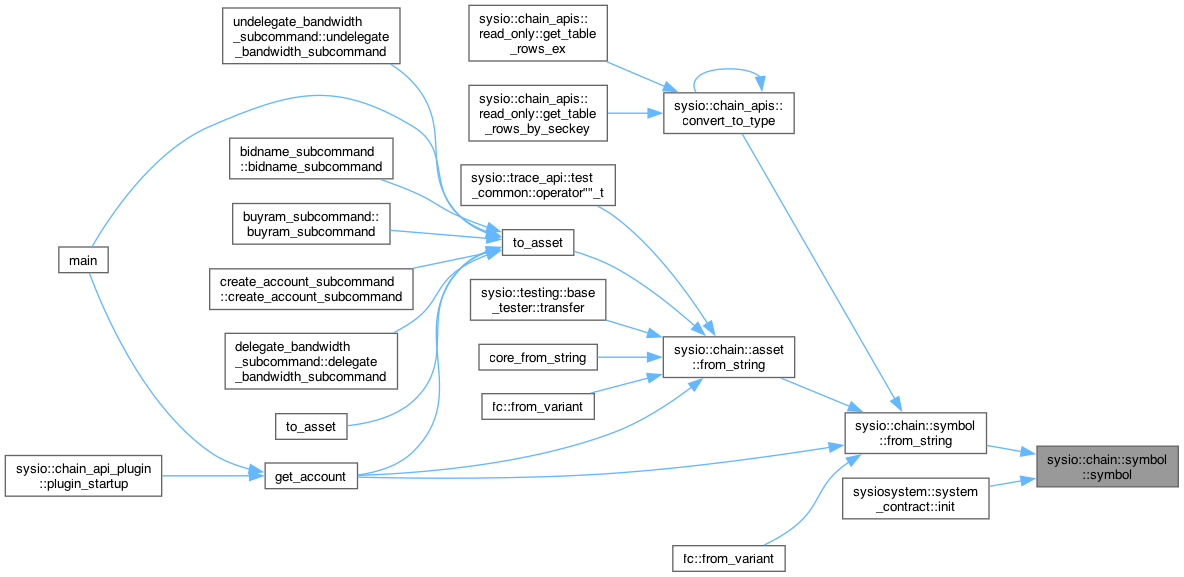 undelegate_bandwidth
_subcommand::undelegate
_bandwidth_subcommand
sysio::chain_apis::
read_only::get_table
_rows_ex
sysio::chain_apis::
read_only::get_table
_rows_by_seckey
sysio::chain_apis::
convert_to_type
bidname_subcommand
::bidname_subcommand
sysio::trace_api::test
_common::operator""_t
buyram_subcommand::
buyram_subcommand
to_asset
main
create_account_subcommand
::create_account_subcommand
sysio::testing::base
_tester::transfer
delegate_bandwidth
_subcommand::delegate
_bandwidth_subcommand
core_from_string
sysio::chain::asset
::from_string
fc::from_variant
to_asset
sysio::chain::symbol
::from_string
sysio::chain_api_plugin
::plugin_startup
get_account
sysio::chain::symbol
::symbol
sysiosystem::system
_contract::init
fc::from_variant